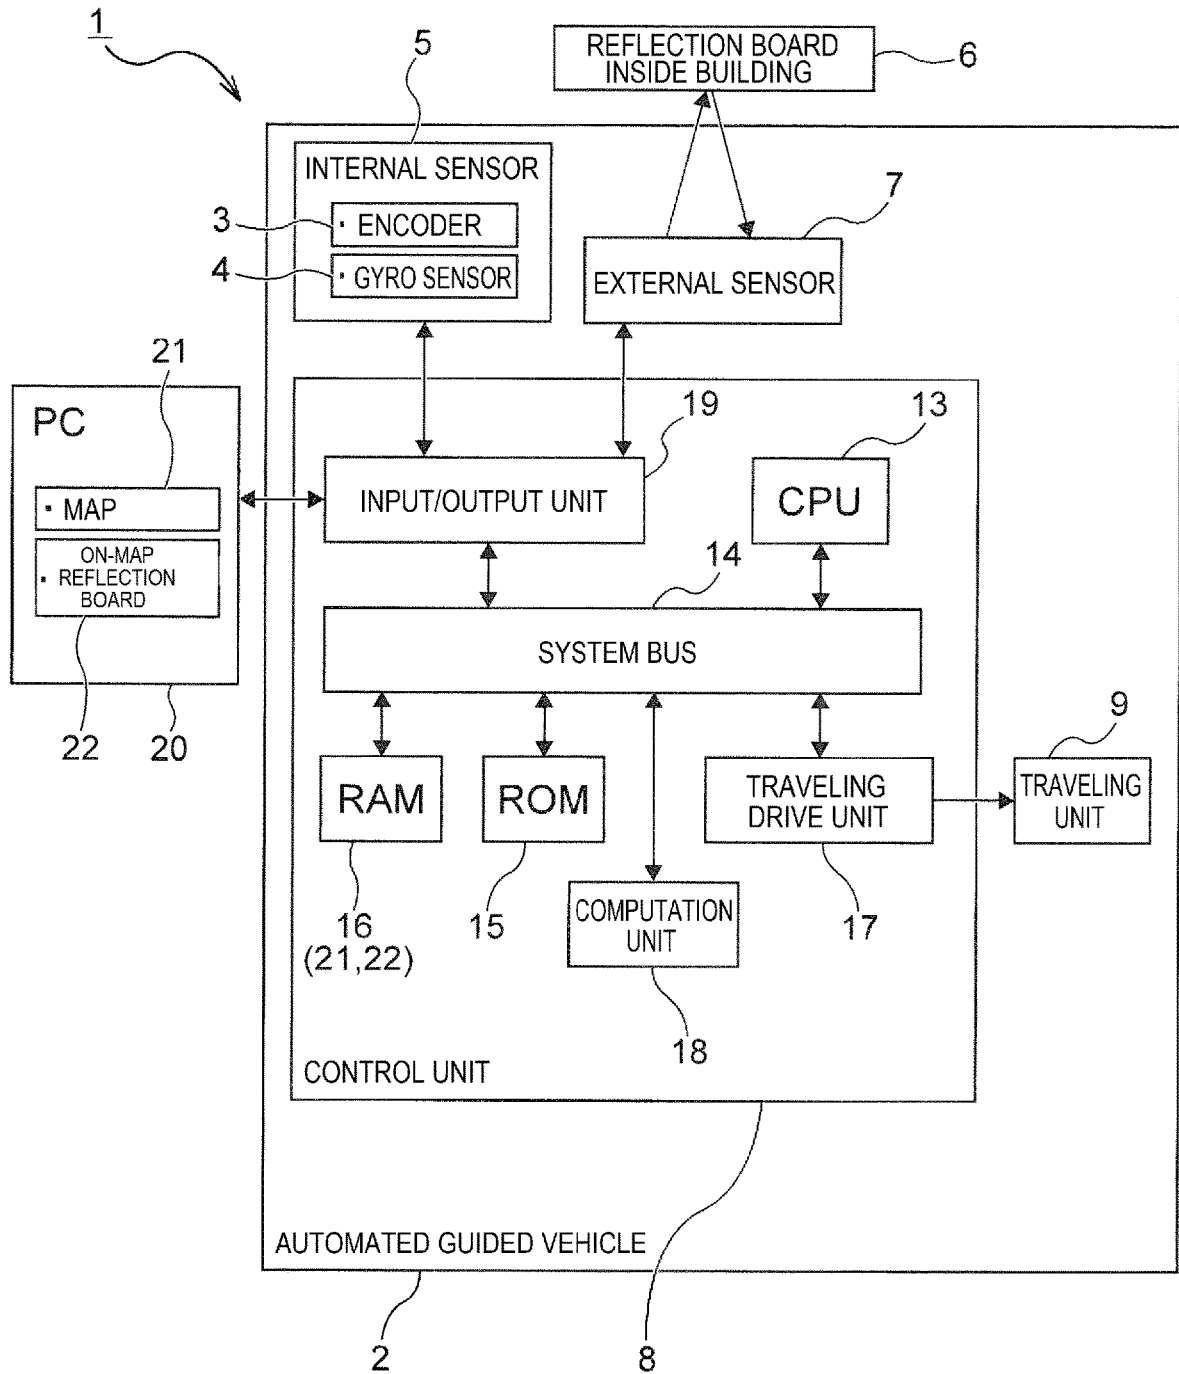 1
5
REFLECTION BOARD
INSIDE BUILDING
6
INTERNAL SENSOR
3
· ENCODER
4
· GYRO SENSOR
7
EXTERNAL SENSOR
21
PC
· MAP
ON-MAP
· REFLECTION
BOARD
22
20
19
INPUT/OUTPUT UNIT
13
CPU
14
SYSTEM BUS
RAM
16
(21,22)
ROM
15
COMPUTATION
UNIT
18
TRAVELING
DRIVE UNIT
17
9
TRAVELING
UNIT
CONTROL UNIT
AUTOMATED GUIDED VEHICLE
2
8